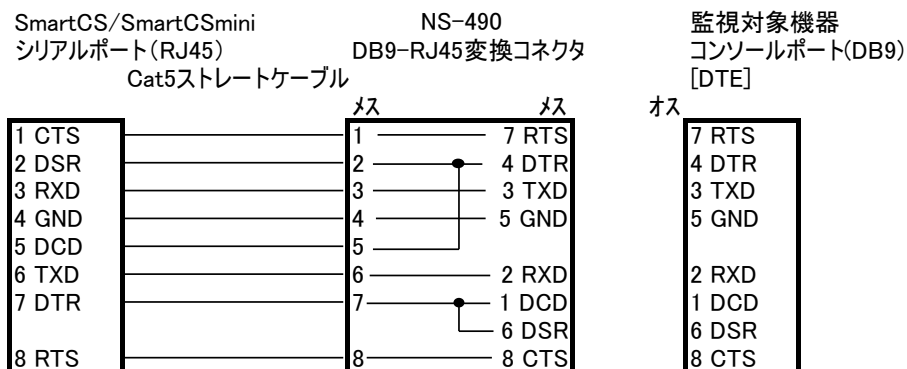 SmartCS/SmartCSmini
シリアルポート(RJ45)
Cat5ストレートケーブル
NS-490
DB9-RJ45変換コネクタ
監視対象機器
コンソールポート(DB9)
[DTE]
メス
メス
オス
1 CTS
2 DSR
3 RXD
4 GND
5 DCD
6 TXD
7 DTR
8 RTS
1
2
3
4
5
6
7
8
7 RTS
4 DTR
3 TXD
5 GND
2 RXD
1 DCD
6 DSR
8 CTS
7 RTS
4 DTR
3 TXD
5 GND
2 RXD
1 DCD
6 DSR
8 CTS